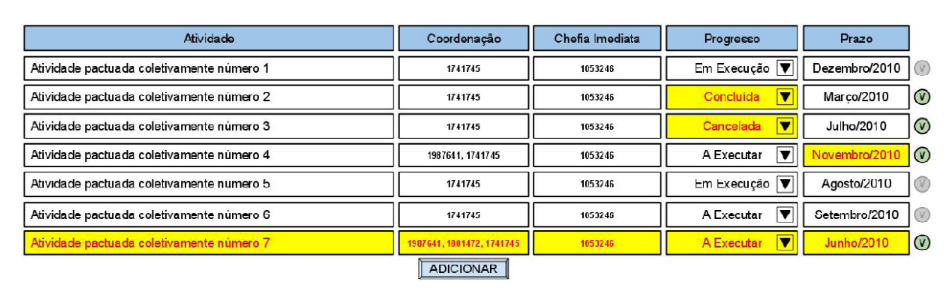 Atividade Coordenação Chefia Imediata Progresso Prazo
Atividade pactuada coletivamente número 1 1741745 1053246 Em Execução Dezembro/2010 V
Atividade pactuada coletivamente número 2 1741745 1053246 Concluída Março/2010 V
Atividade pactuada coletivamente número 3 1741745 1053246 Cancelada Julho/2010 V
Atividade pactuada coletivamente número 4 1987641, 1741745 1053246 A Executar Novembro/2010 V
Atividade pactuada coletivamente número 5 1741745 1053246 Em Execução Agosto/2010 V
Atividade pactuada coletivamente número 6 1741745 1053246 A Executar Setembro/2010 V
Atividade pactuada coletivamente número 7 1987641, 1801472, 1741745 1053246 A Executar Junho/2010 V
ADICIONAR